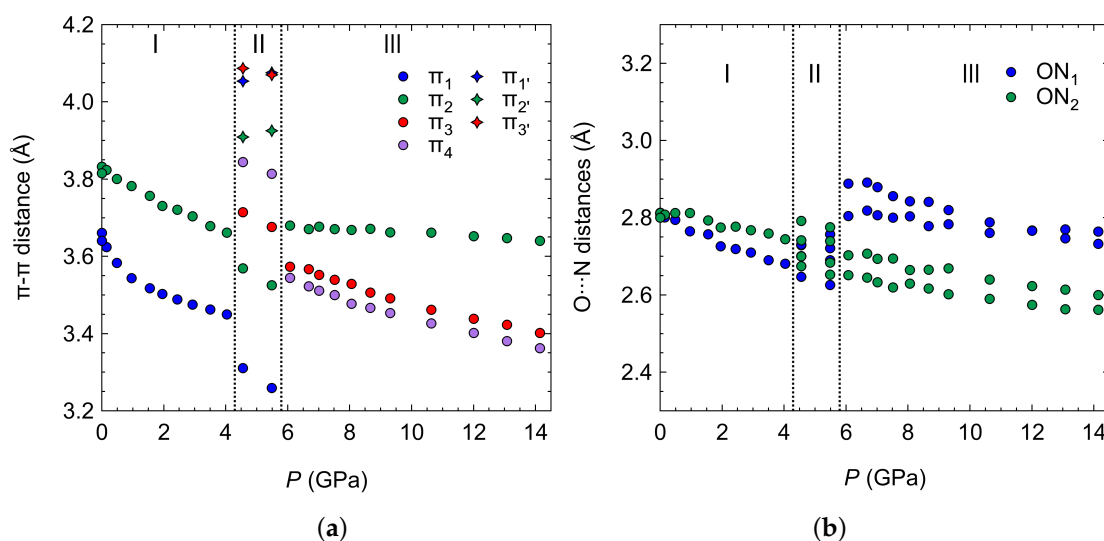 4.2
4.0
3.8
3.6
3.4
3.2
π-π distance (Å)
I II III
π1 π1'
π2 π2'
π3 π3'
π4
0 2 4 6 8 10 12 14
P (GPa)
(a)
3.2
3.0
2.8
2.6
2.4
O···N distances (Å)
I II III
ON1
ON2
0 2 4 6 8 10 12 14
P (GPa)
(b)